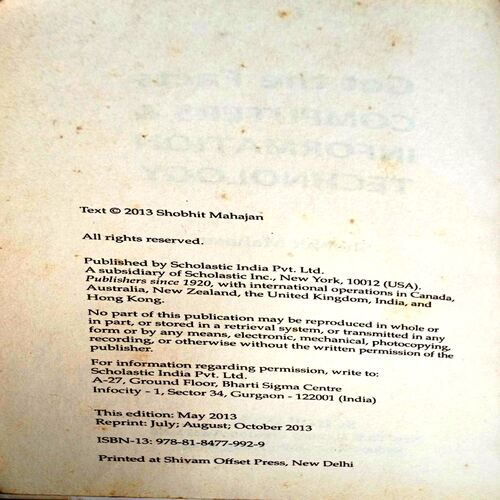 Text © 2013 Shobhit Mahajan
All rights reserved.
Published by Scholastic India Pvt. Ltd.
A subsidiary of Scholastic Inc., New York, 10012 (USA).
Publishers since 1920, with international operations in Canada,
Australia, New Zealand, the United Kingdom, India, and
Hong Kong.
No part of this publication may be reproduced in whole or
in part, or stored in a retrieval system, or transmitted in any
form or by any means, electronic, mechanical, photocopying,
recording, or otherwise without the written permission of the
publisher.
For information regarding permission, write to:
Scholastic India Pvt. Ltd.
A-27, Ground Floor, Bharti Sigma Centre
Infocity - 1, Sector 34, Gurgaon - 122001 (India)
This edition: May 2013
Reprint: July; August; October 2013
ISBN-13: 978-81-8477-992-9
Printed at Shivam Offset Press, New Delhi